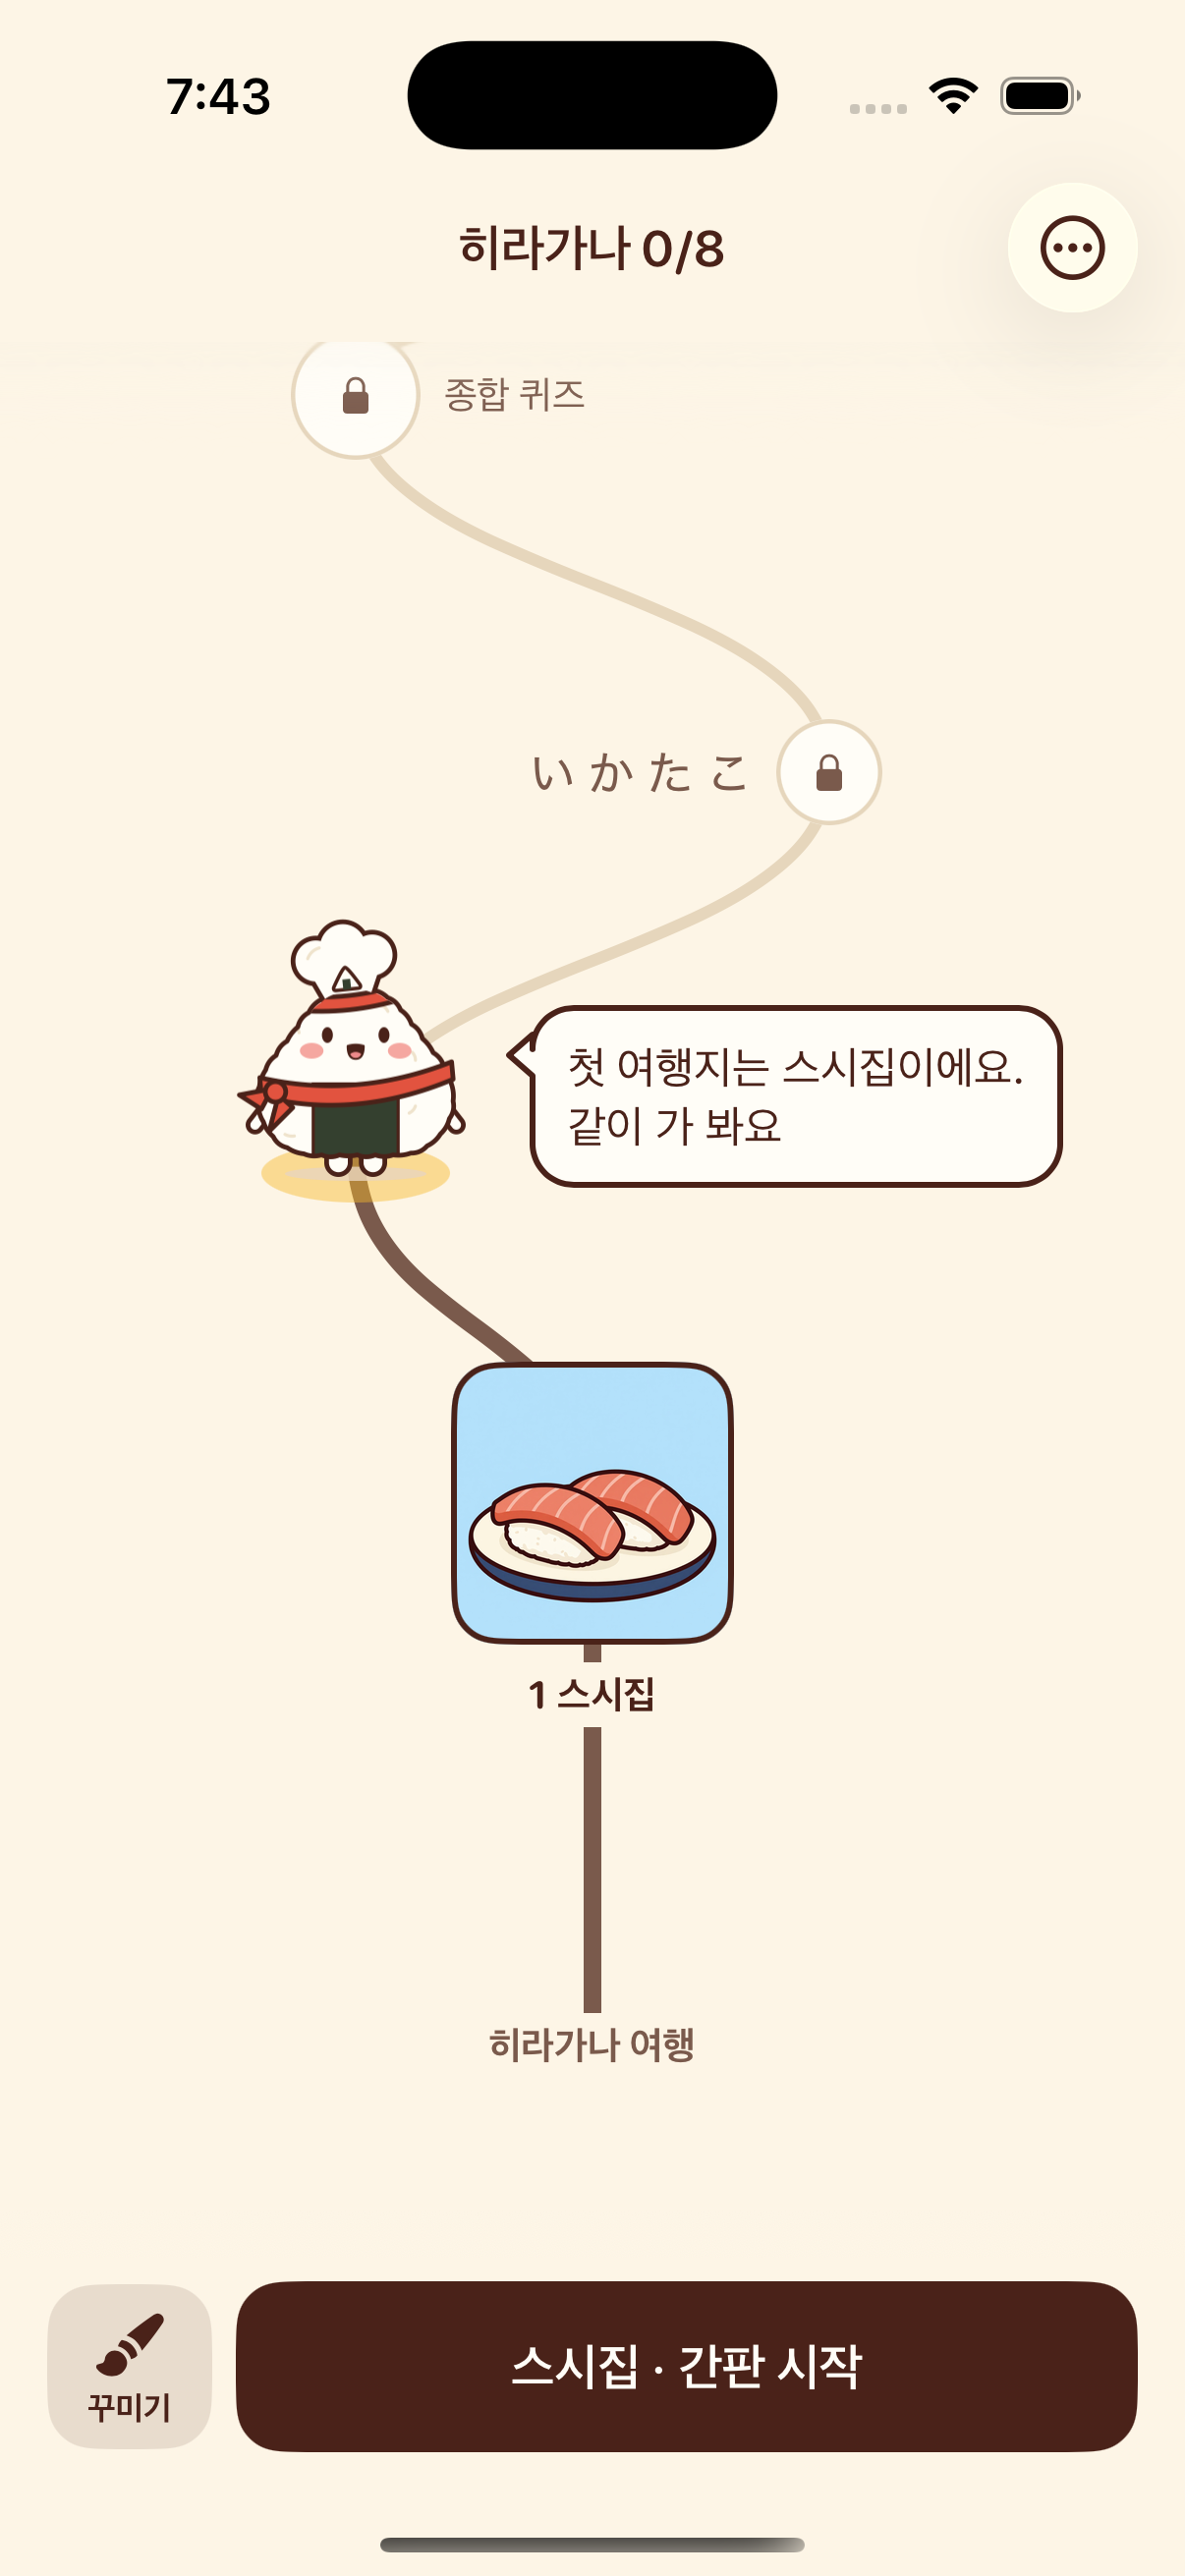 7:43
히라가나 0/8
종합 퀴즈
い か た こ
첫 여행지는 스시집이에요.
같이 가 봐요
1 스시집
히라가나 여행
꾸미기
스시집 · 간판 시작